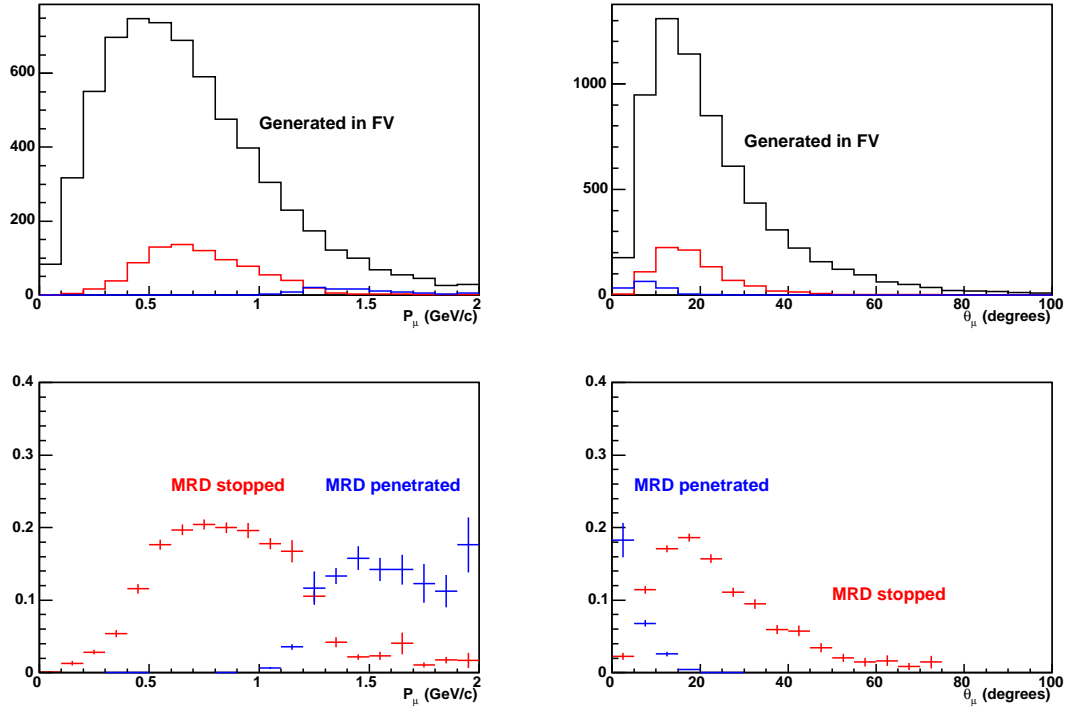 750
500
250
0
Generated in FV
0 0.5 1 1.5 2
P_μ (GeV/c)
1000
500
0
Generated in FV
0 20 40 60 80 100
θ_μ (degrees)
0.4
0.3
0.2
0.1
0
MRD stopped
MRD penetrated
0 0.5 1 1.5 2
P_μ (GeV/c)
0.4
0.3
0.2
0.1
0
MRD penetrated
MRD stopped
0 20 40 60 80 100
θ_μ (degrees)